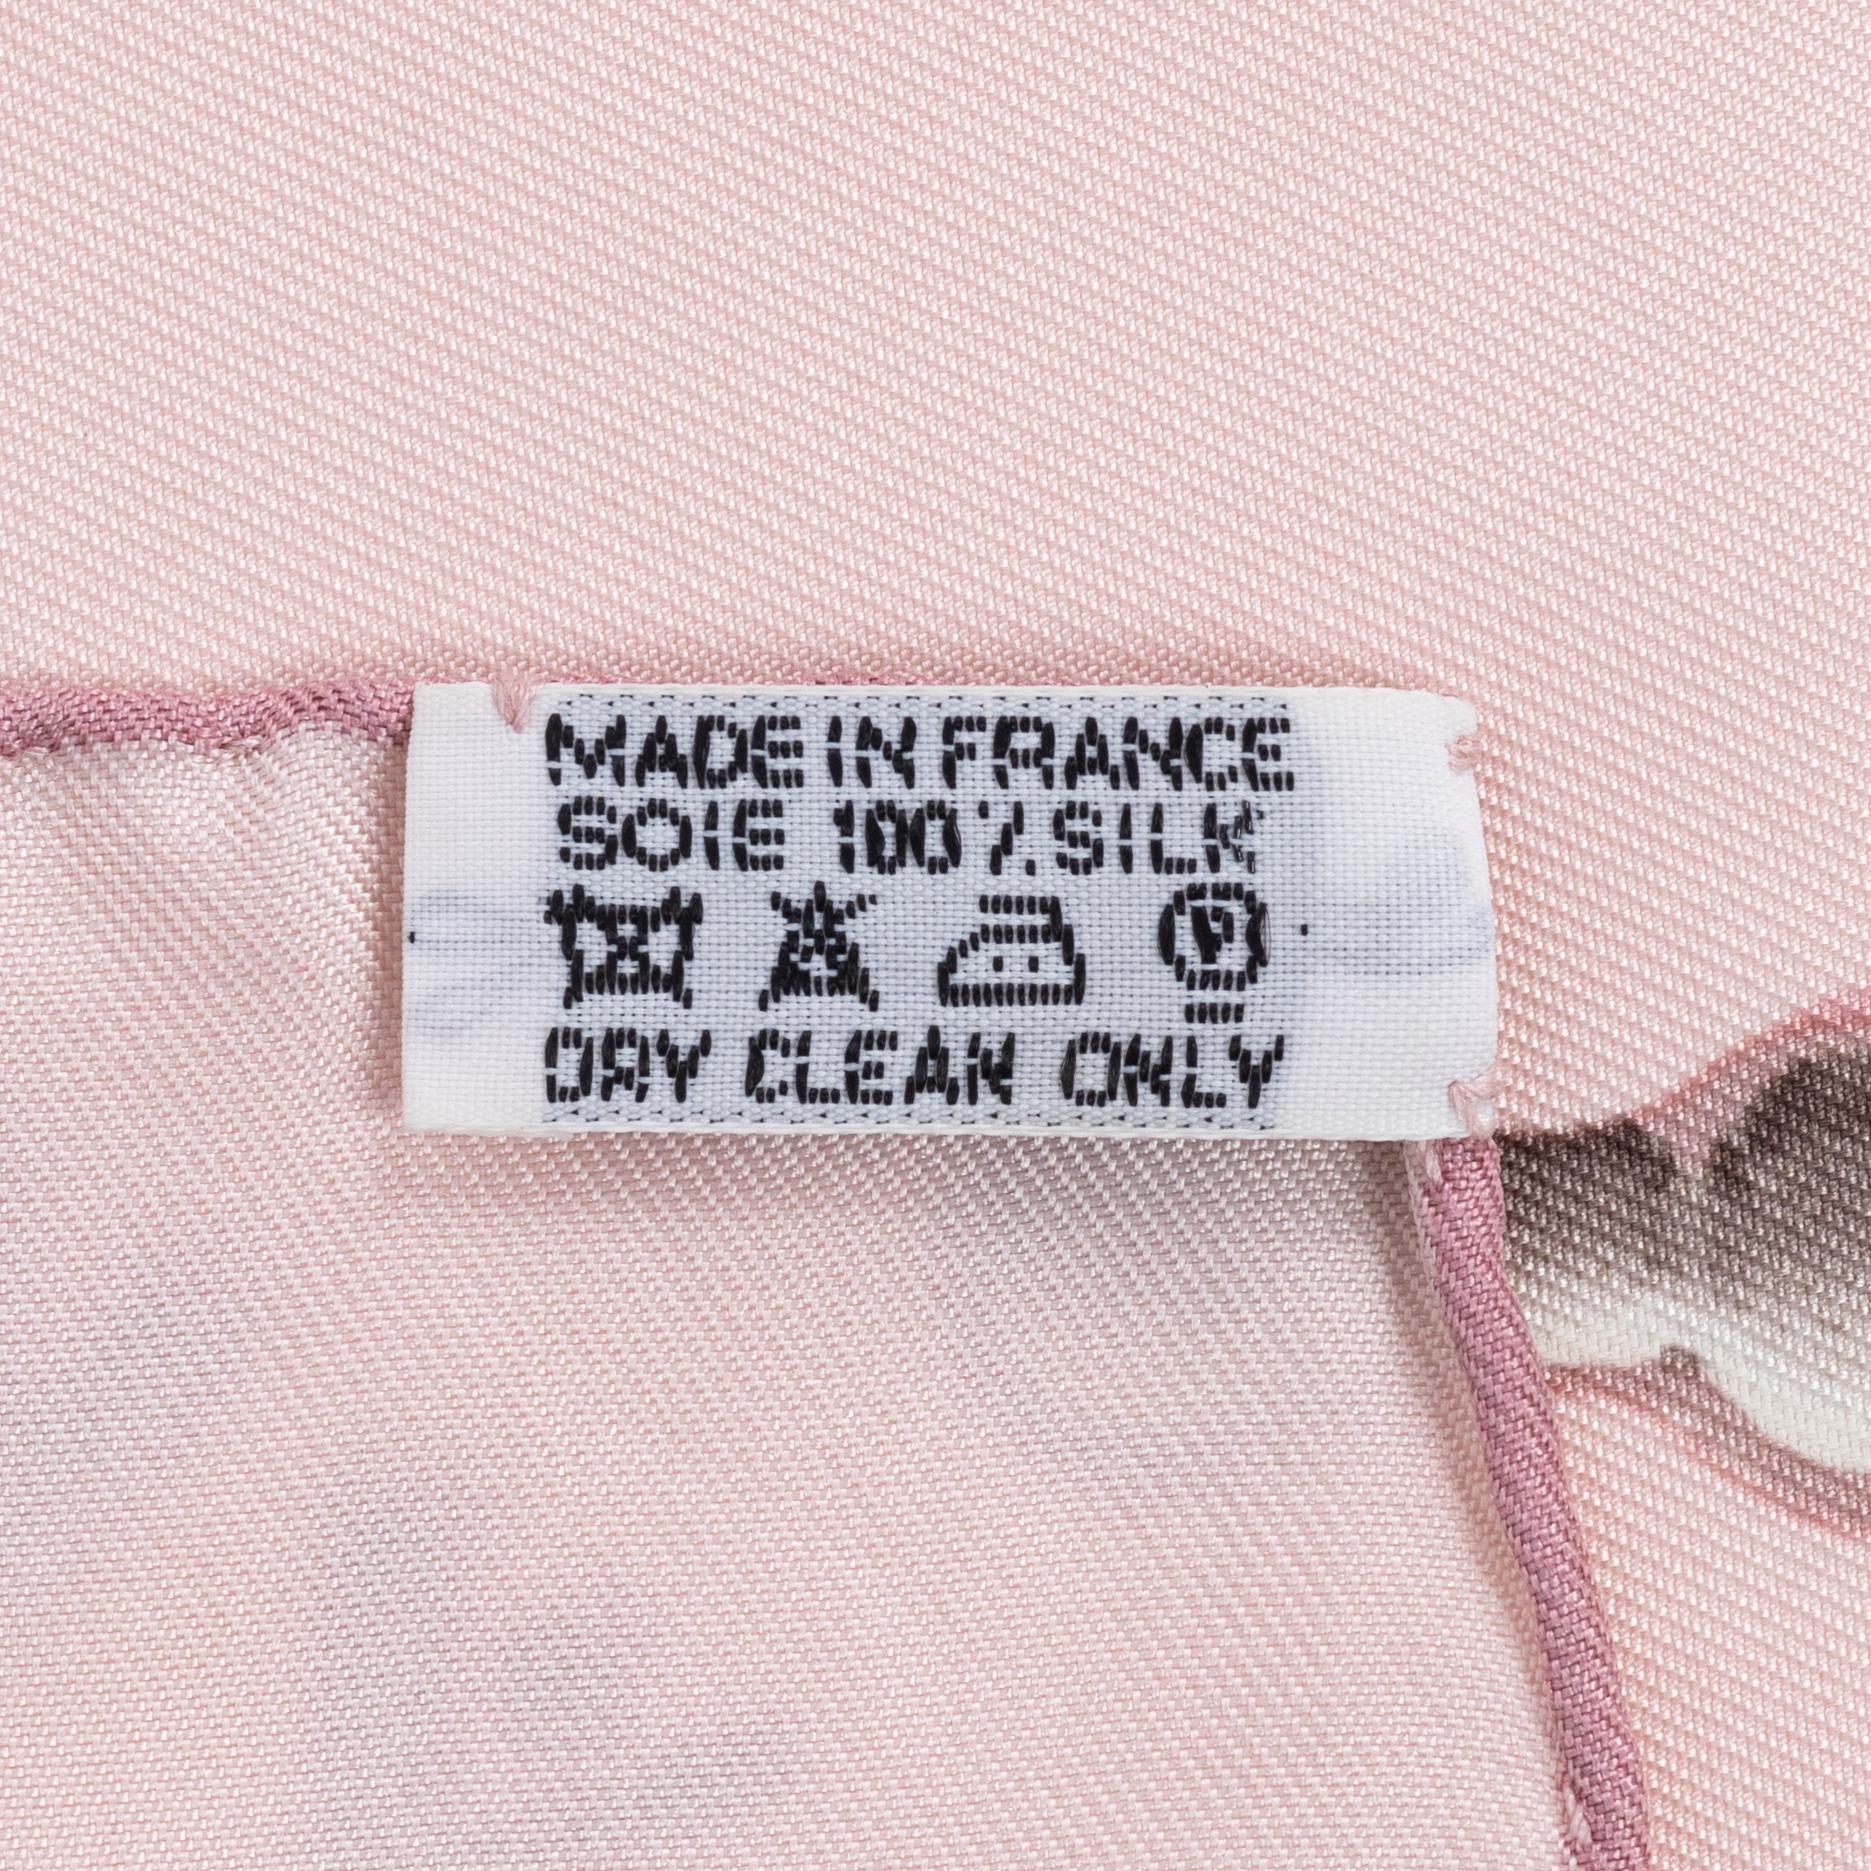 MADE IN FRANCE
SOIE 100% SILK
P
DRY CLEAN ONLY